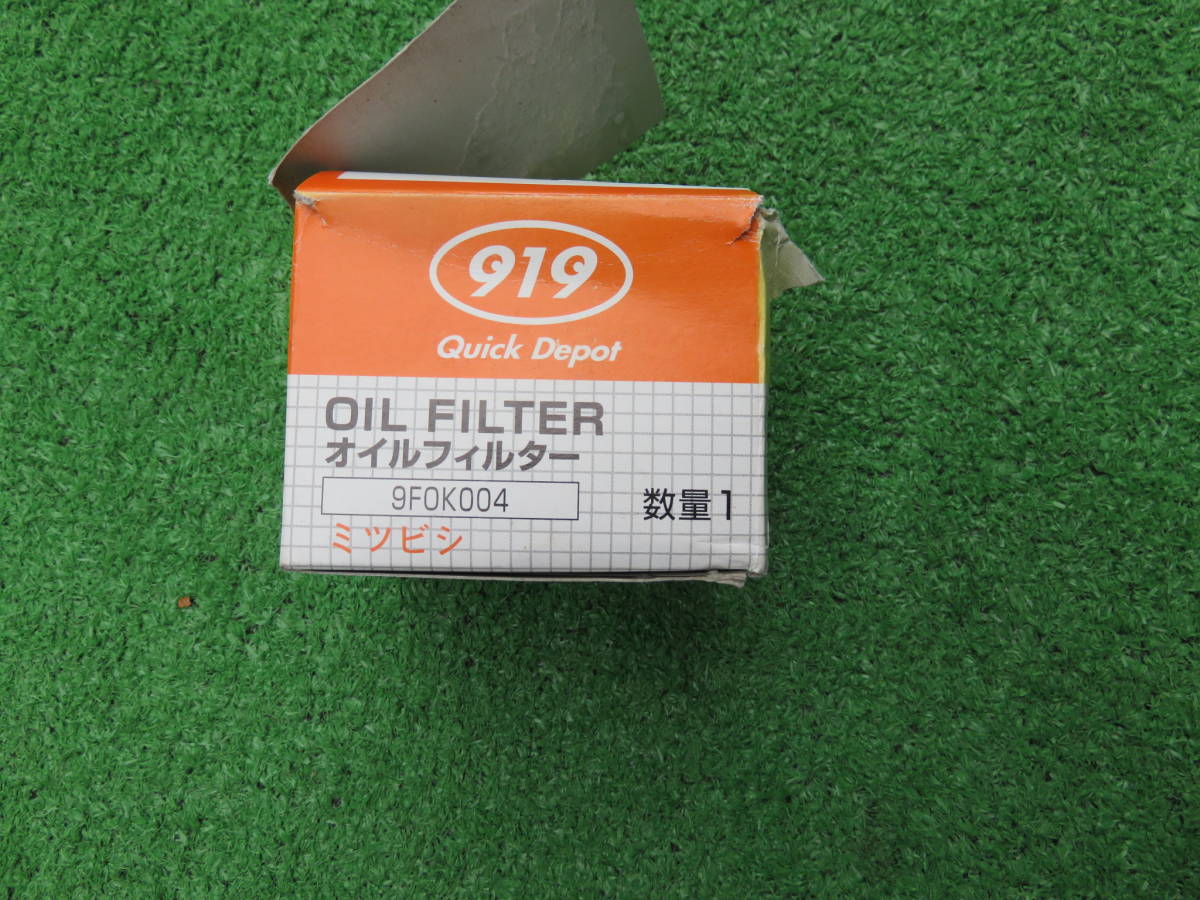 919
Quick Depot
OIL FILTER
オイルフィルター
9FOK004
数量1
ミツビシ